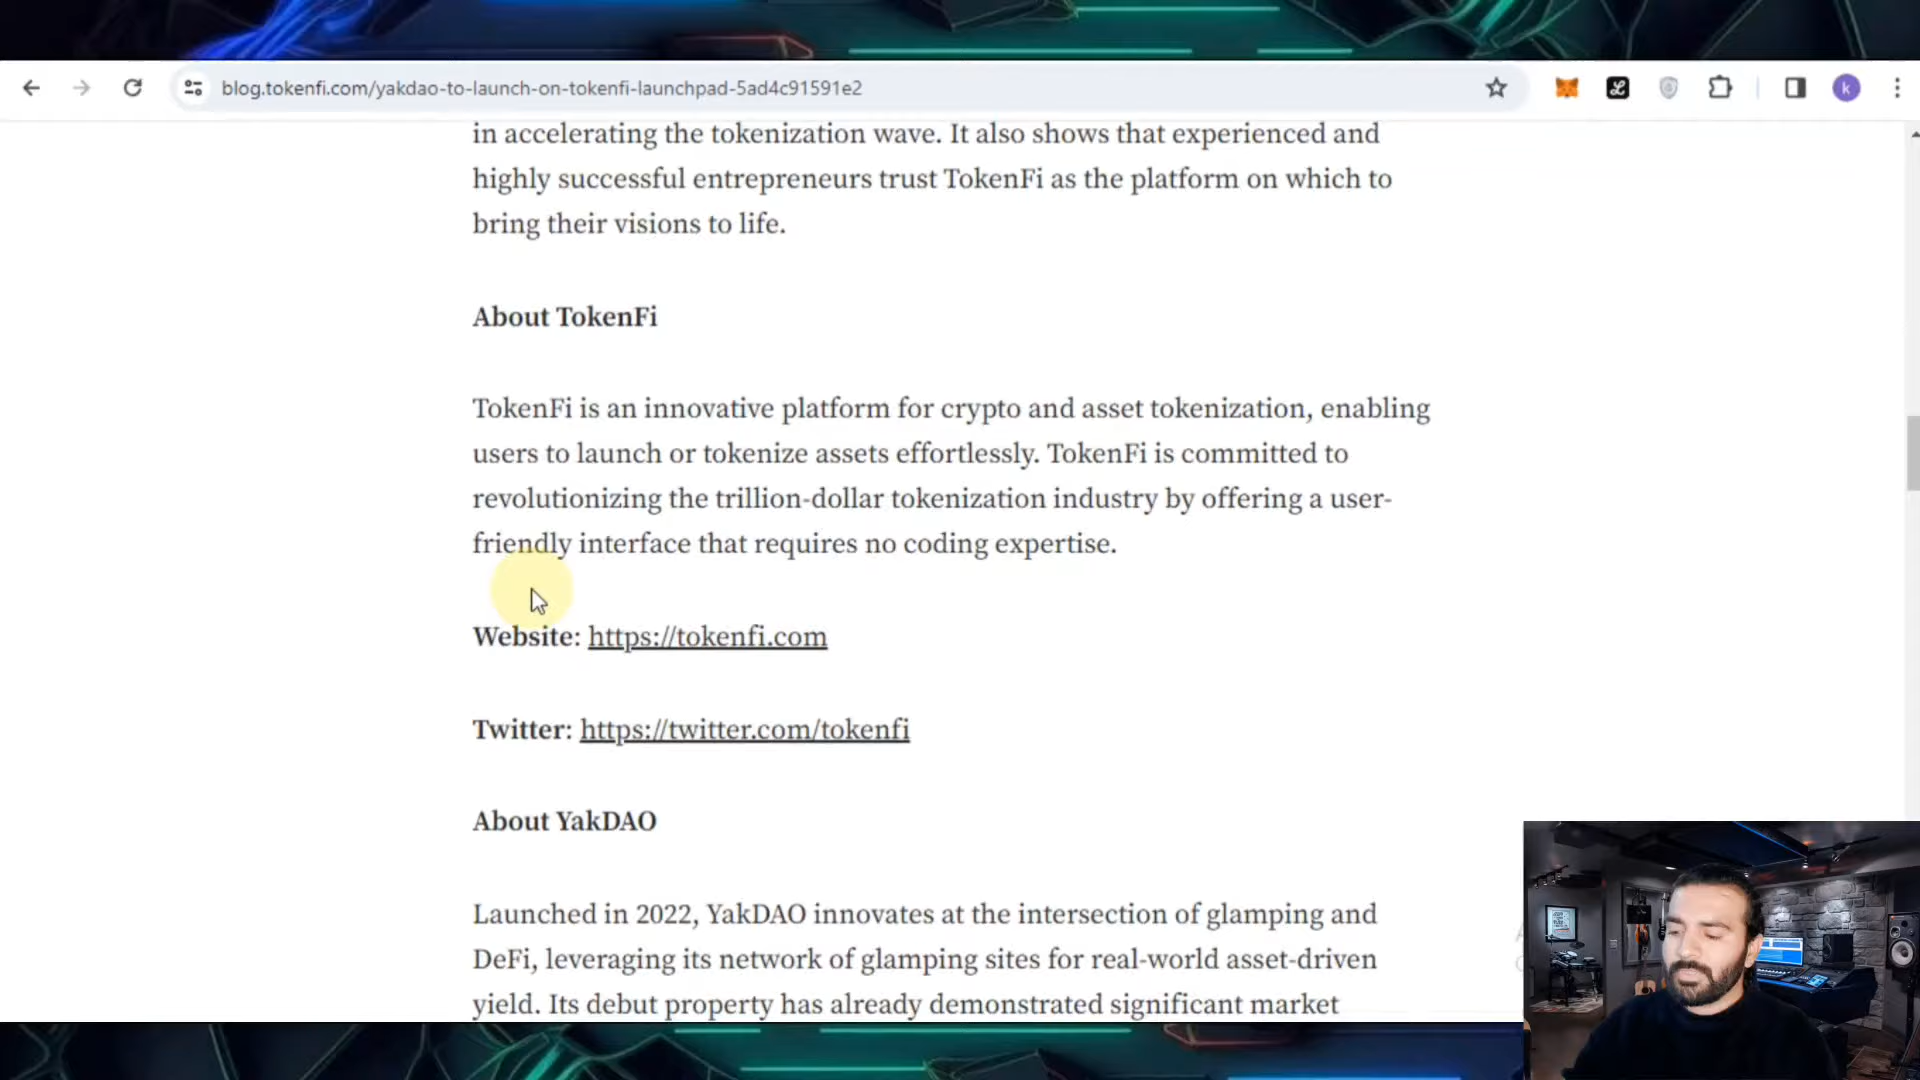 blog.tokenfi.com/yakdao-to-launch-on-tokenfi-launchpad-5ad4c91591e2
k
in accelerating the tokenization wave. It also shows that experienced and
highly successful entrepreneurs trust TokenFi as the platform on which to
bring their visions to life.
About TokenFi
TokenFi is an innovative platform for crypto and asset tokenization, enabling
users to launch or tokenize assets effortlessly. TokenFi is committed to
revolutionizing the trillion-dollar tokenization industry by offering a user-
friendly interface that requires no coding expertise.
Website: https://tokenfi.com
Twitter: https://twitter.com/tokenfi
About YakDAO
Launched in 2022, YakDAO innovates at the intersection of glamping and
DeFi, leveraging its network of glamping sites for real-world asset-driven
yield. Its debut property has already demonstrated significant market